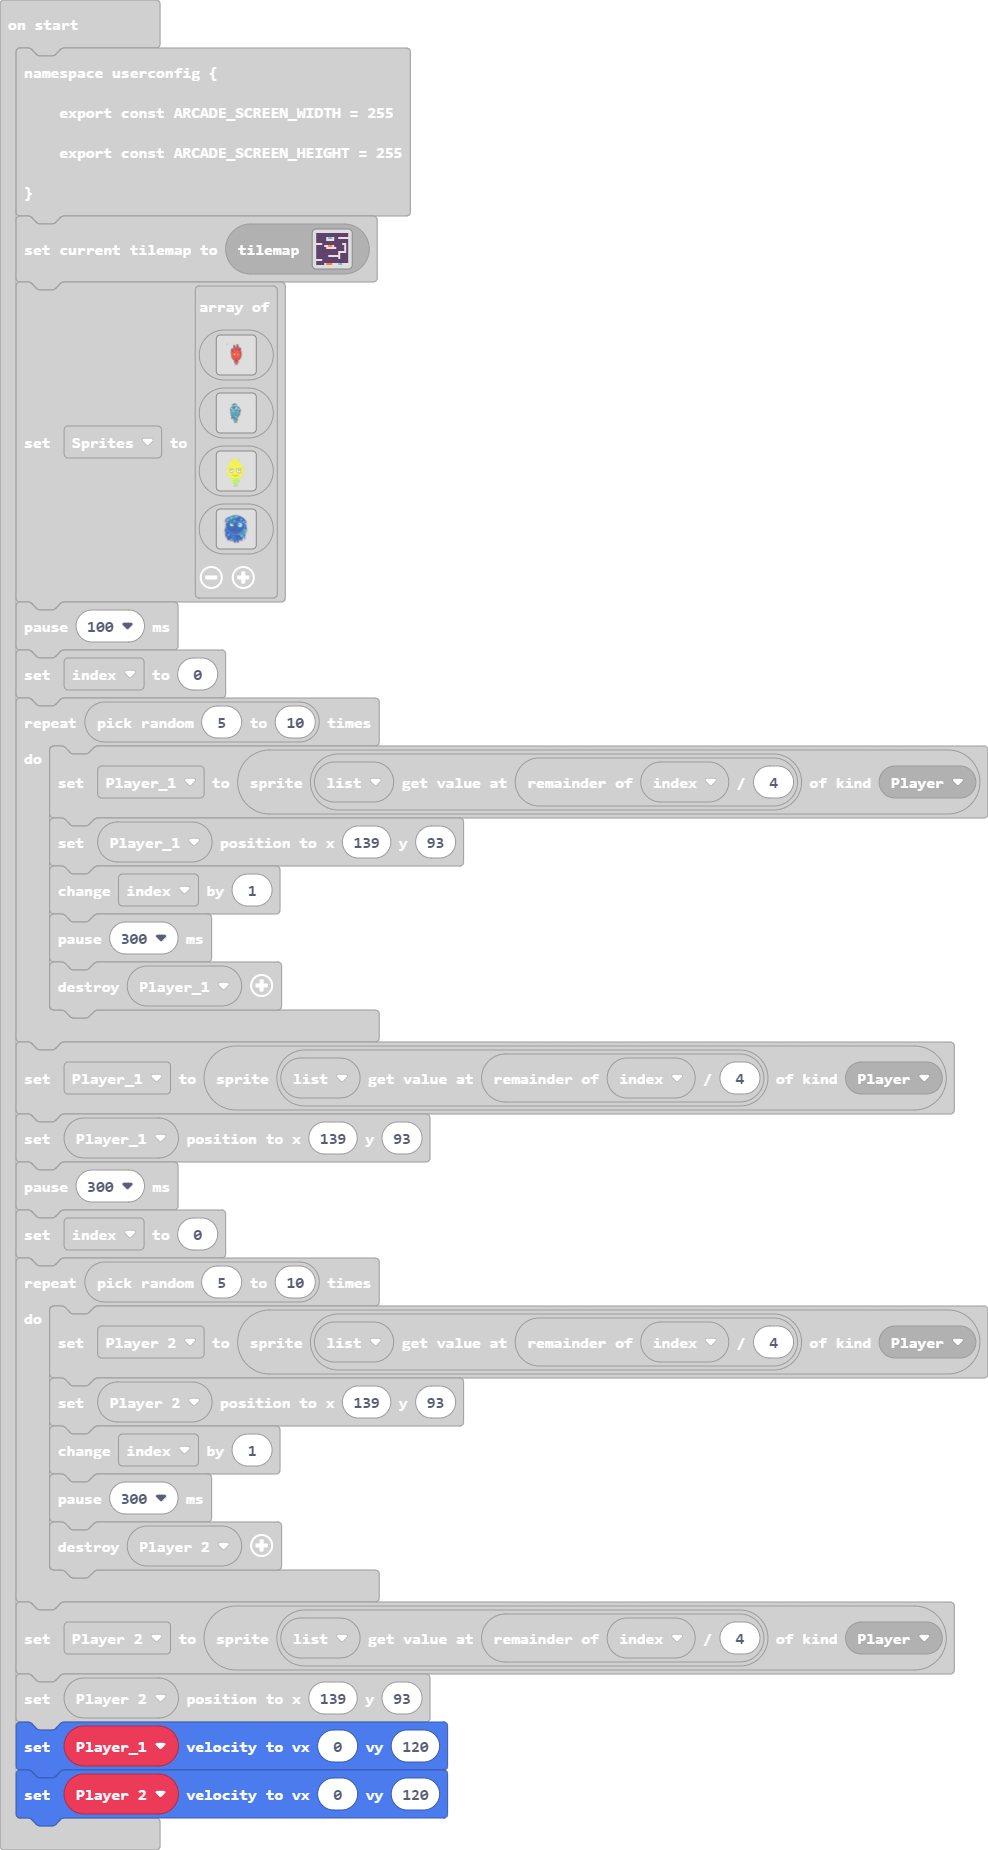 on start
namespace userconfig {
export const ARCADE_SCREEN_WIDTH = 255
export const ARCADE_SCREEN_HEIGHT = 255
}
set current tilemap to tilemap
array of
set Sprites to
pause 100 ms
set index to 0
repeat pick random 5 to 10 times
do
set Player_1 to sprite list get value at remainder of index / 4 of kind Player
set Player_1 position to x 139 y 93
change index by 1
pause 300 ms
destroy Player_1
set Player_1 to sprite list get value at remainder of index / 4 of kind Player
set Player_1 position to x 139 y 93
pause 300 ms
set index to 0
repeat pick random 5 to 10 times
do
set Player 2 to sprite list get value at remainder of index / 4 of kind Player
set Player 2 position to x 139 y 93
change index by 1
pause 300 ms
destroy Player 2
set Player 2 to sprite list get value at remainder of index / 4 of kind Player
set Player 2 position to x 139 y 93
set Player_1 velocity to vx 0 vy 120
set Player 2 velocity to vx 0 vy 120